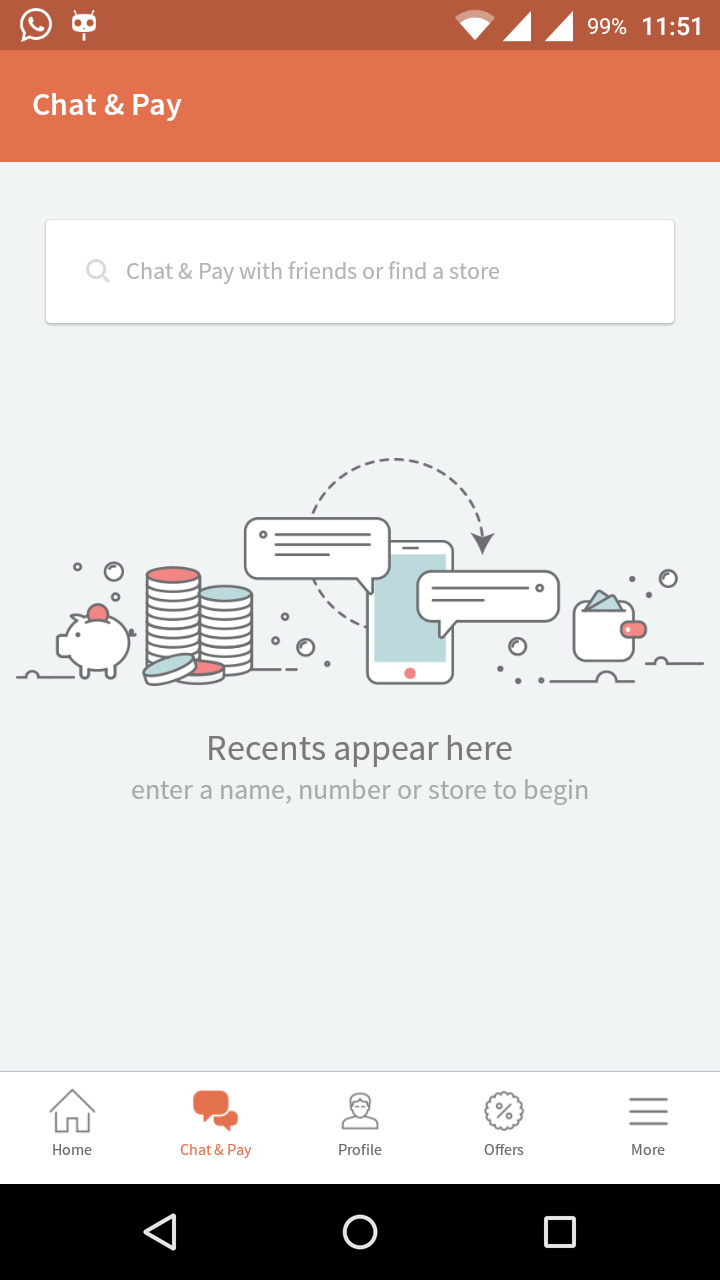 99% 11:51
Chat & Pay
Chat & Pay with friends or find a store
Recents appear here
enter a name, number or store to begin
Home Chat & Pay Profile Offers More